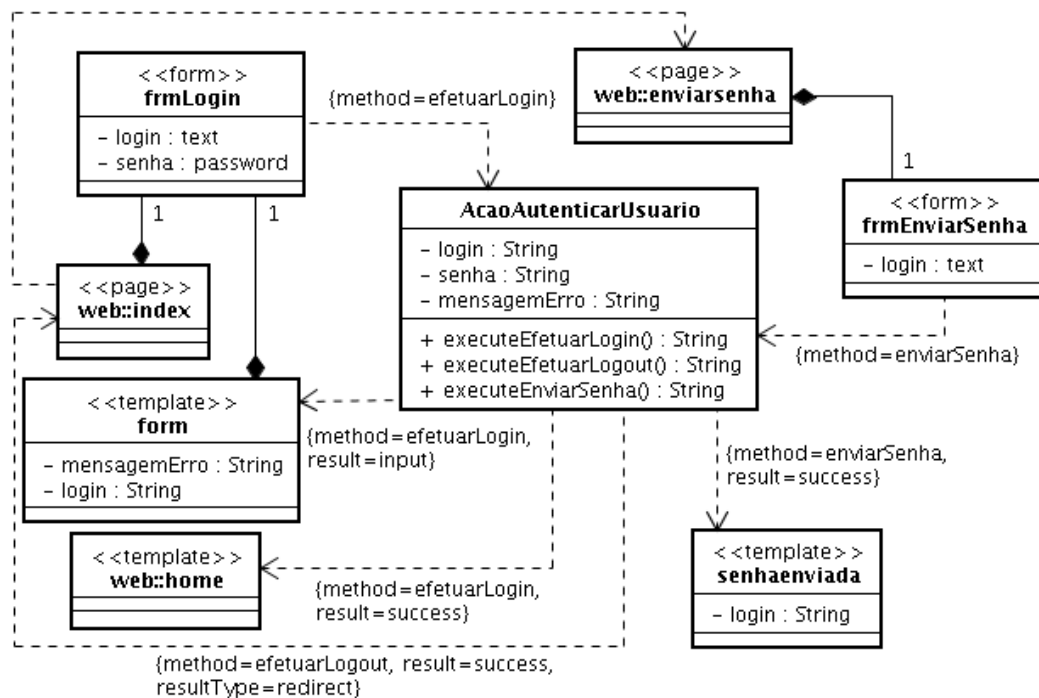 <<form>>
frmLogin
- login : text
- senha : password
{method=efetuarLogin}
<<page>>
web::enviarsenha
1
1
1
<<form>>
frmEnviarSenha
- login : text
AcaoAutenticarUsuario
- login : String
- senha : String
- mensagemErro : String
+ executeEfetuarLogin() : String
+ executeEfetuarLogout() : String
+ executeEnviarSenha() : String
<<page>>
web::index
{method=enviarSenha}
<<template>>
form
- mensagemErro : String
- login : String
{method=efetuarLogin,
result=input}
{method=enviarSenha,
result=success}
<<template>>
web::home
{method=efetuarLogin,
result=success}
<<template>>
senhaenviada
- login : String
{method=efetuarLogout, result=success,
resultType=redirect}